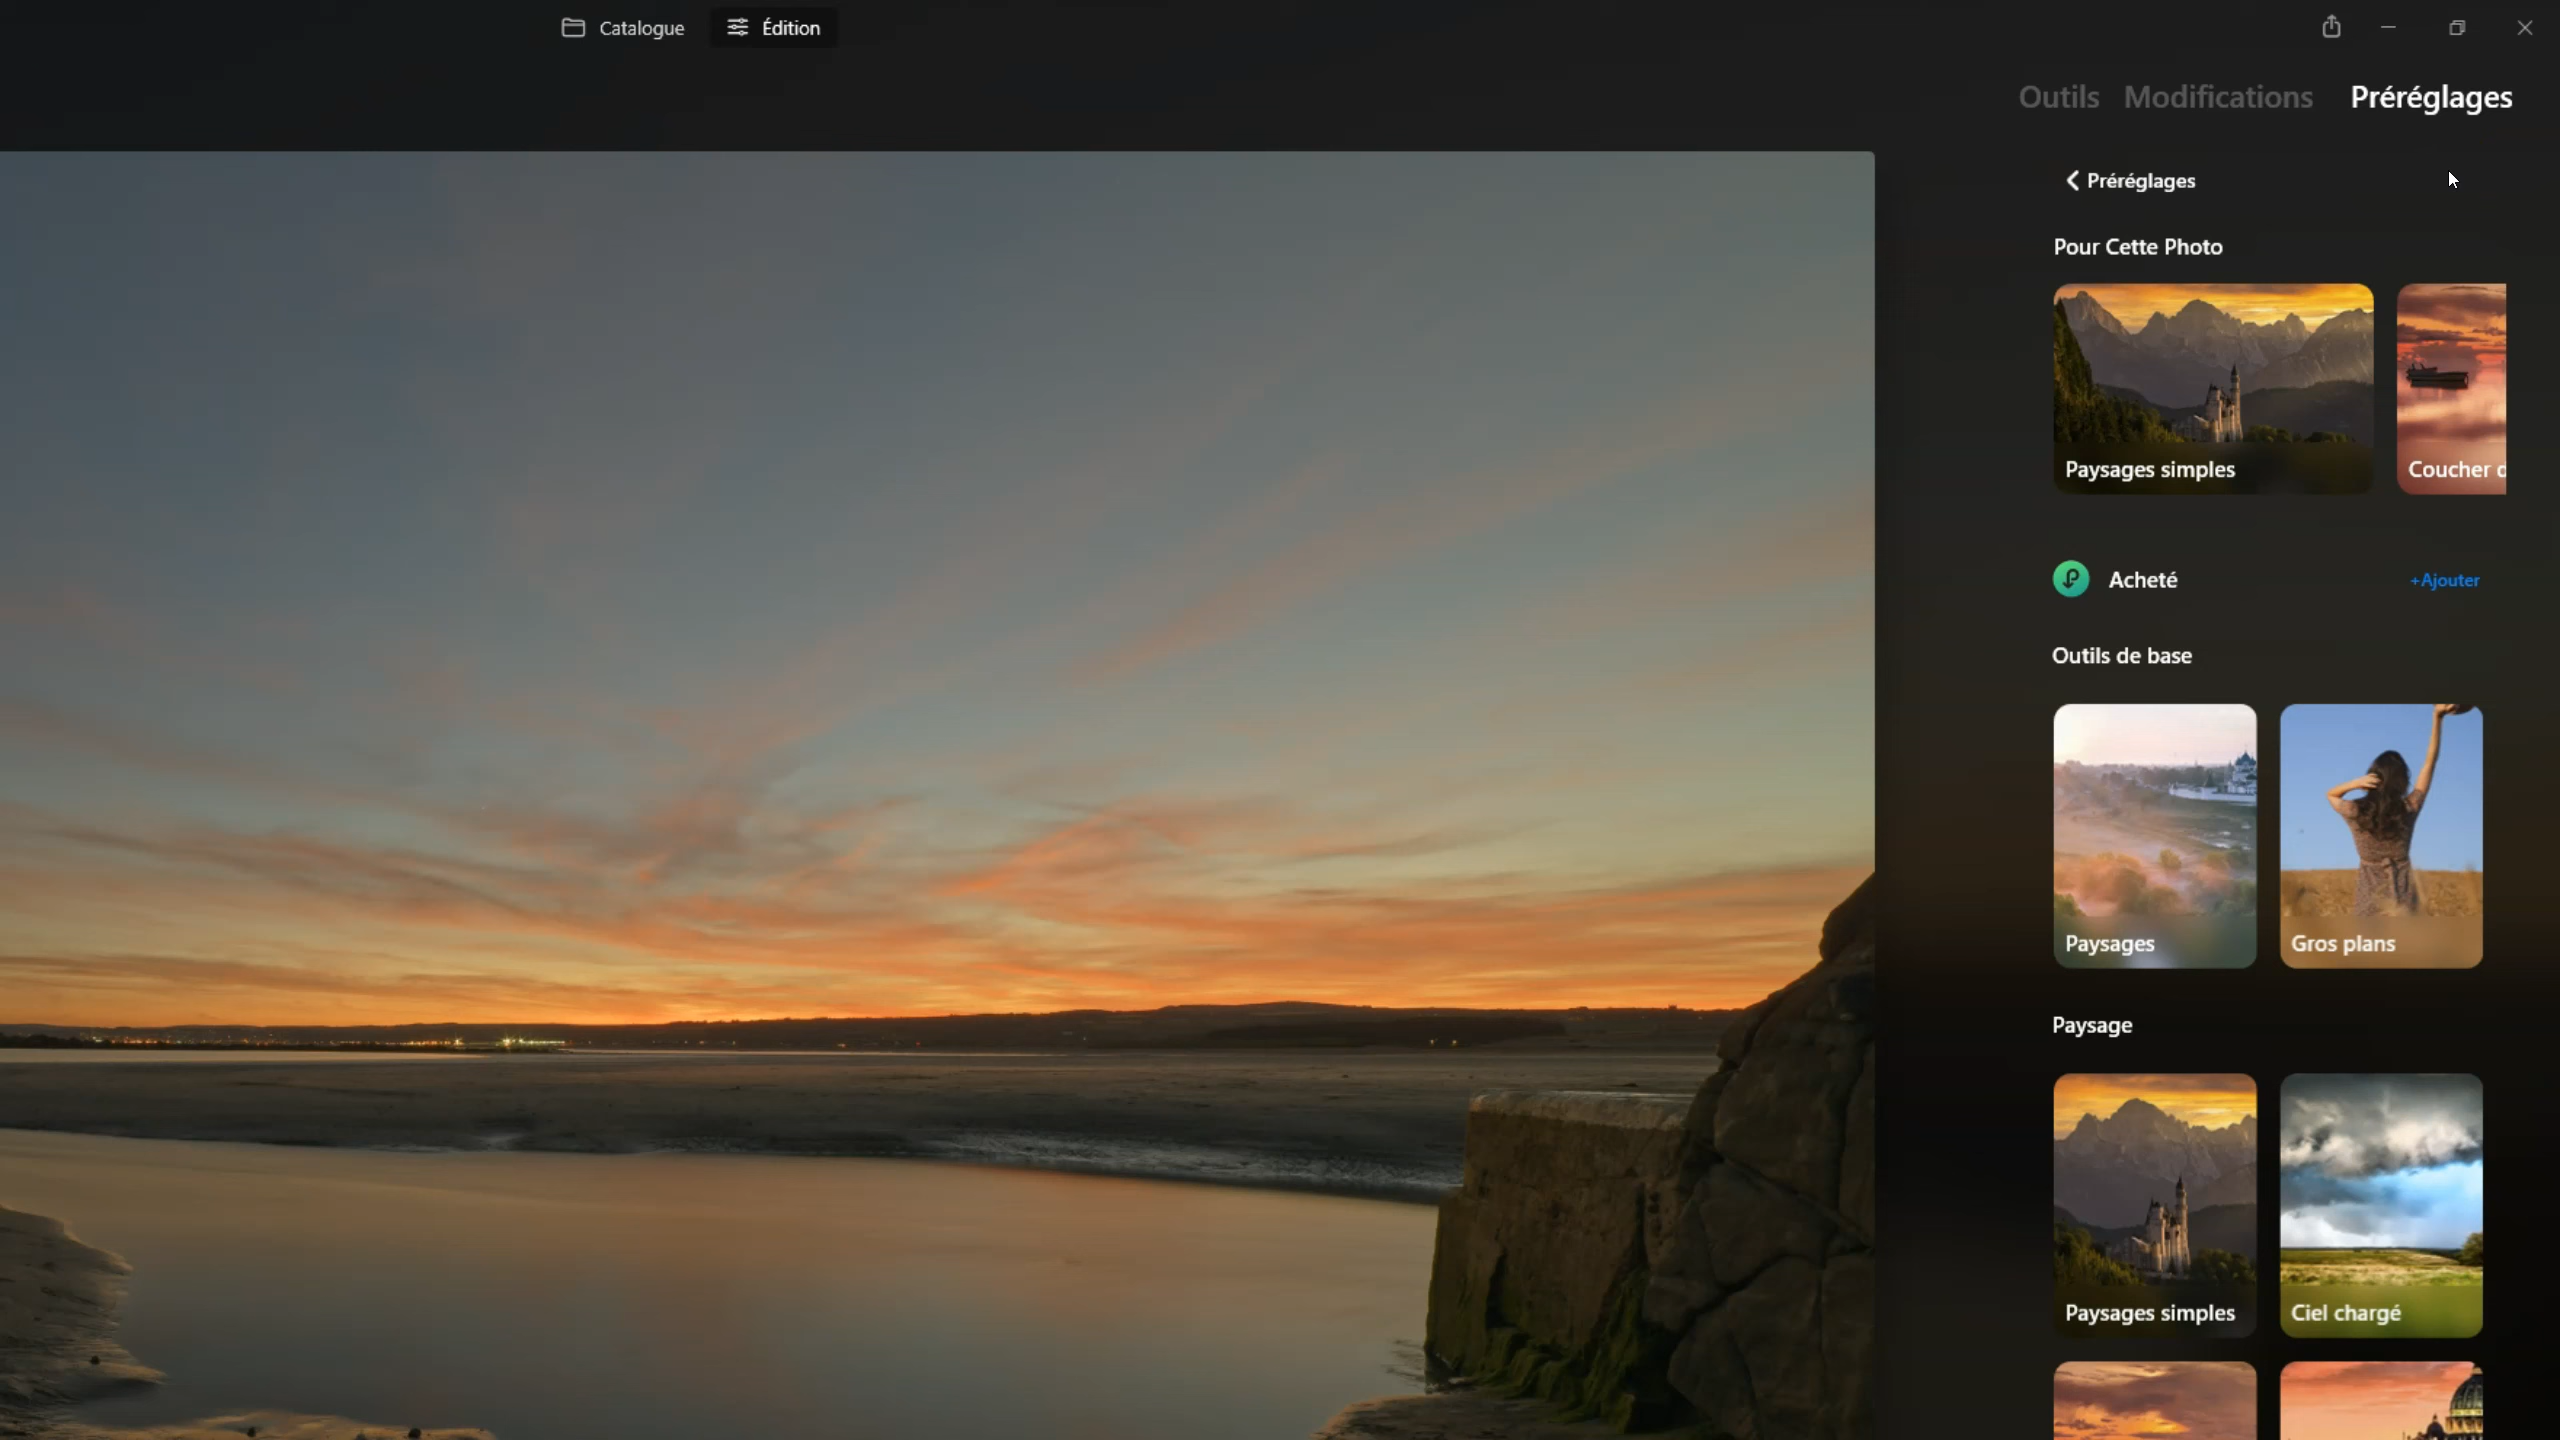 Catalogue
Édition
Outils Modifications Préréglages
Préréglages
Pour Cette Photo
Paysages simples
Coucher d
Acheté
+Ajouter
Outils de base
Paysages
Gros plans
Paysage
Paysages simples
Ciel chargé